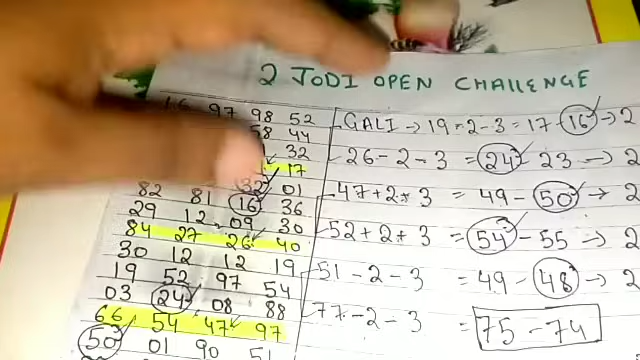 2 JODI OPEN CHALLENGE
97 98 52
58 44
32
17
32 01
82 81 16 36
29 12 09 30
84 27 26 40
30 12 12 19
19 52 97 54
03 24 08 88
66 54 47 97
50 01 90 51
GALI → 19-2-3 = 17-16 → 2
26-2-3 = 24 23 → 2
47+2+3 = 49-50 → 2
52+2+3 = 54-55 → 2
51-2-3 = 49-48 → 2
77-2-3 = 75-74